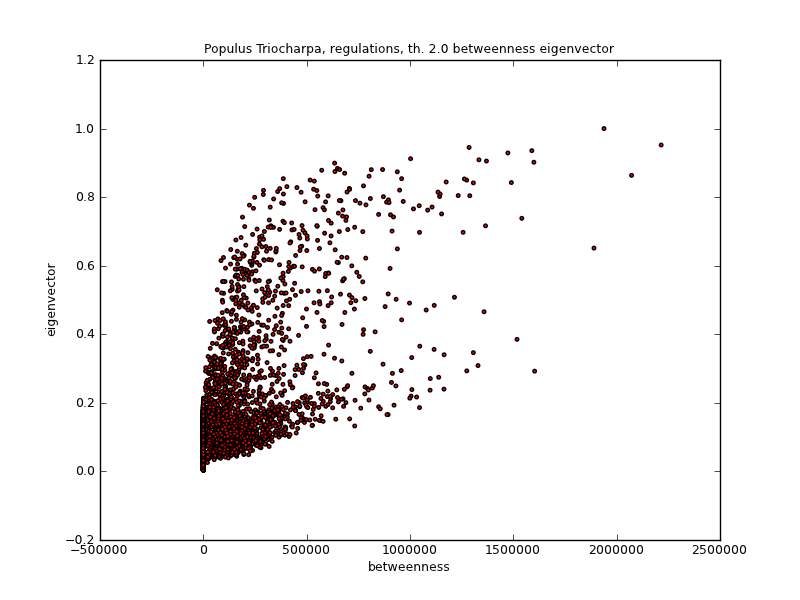 Populus Triocharpa, regulations, th. 2.0 betweenness eigenvector
1.2
1.0
0.8
0.6
0.4
0.2
0.0
−0.2
eigenvector
−500000 0 500000 1000000 1500000 2000000 2500000
betweenness